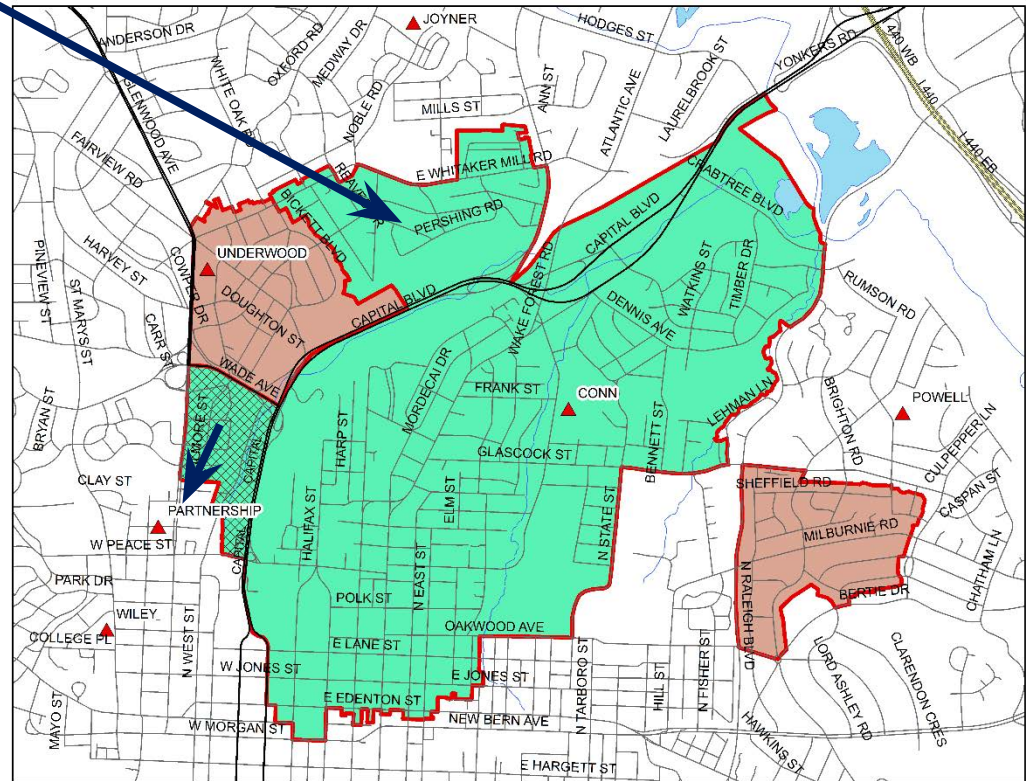 JOYNER
HODGES ST
ANDERSON DR
OXFORD RD
MEDWAY DR
YONKERS RD
I-440 WB
I-440
I-440 EB
GLENWOOD AVE
WHITE OAK
NOBLE RD
MILLS ST
ANN ST
ATLANTIC AVE
LAURELBROOK ST
FAIRVIEW RD
E WHITAKER MILL RD
CRABTREE BLVD
BICKETT BLVD
PERSHING RD
CAPITAL BLVD
HARVEY ST
COWPER DR
UNDERWOOD
PINEVIEW ST
ST MARYS ST
CARR ST
DOUGHTON ST
CAPITAL BLVD
WAKE FOREST RD
WATKINS ST
TIMBER DR
RUMSON RD
DENNIS AVE
WADE AVE
MORDECAI DR
FRANK ST
CONN
LEHMAN LN
BRIGHTON RD
POWELL
BRYAN ST
CAPITAL
HARP ST
GLASCOCK ST
BENNETT ST
CULPEPPER LN
CLAY ST
SHEFFIELD RD
CASPAN ST
PARTNERSHIP
W PEACE ST
CAPITAL
HALIFAX ST
ELM ST
N STATE ST
MILBURNIE RD
CHATHAM LN
PARK DR
N EAST ST
N RALEIGH BLVD
BERTIE DR
WILEY
COLLEGE PL
N WEST ST
POLK ST
OAKWOOD AVE
E LANE ST
W JONES ST
E JONES ST
N TARBORO ST
HILL ST
N FISHER ST
LORD ASHLEY RD
CLARENDON CRES
MAYO ST
E EDENTON ST
W MORGAN ST
NEW BERN AVE
HAWKINS ST
E HARGETT ST